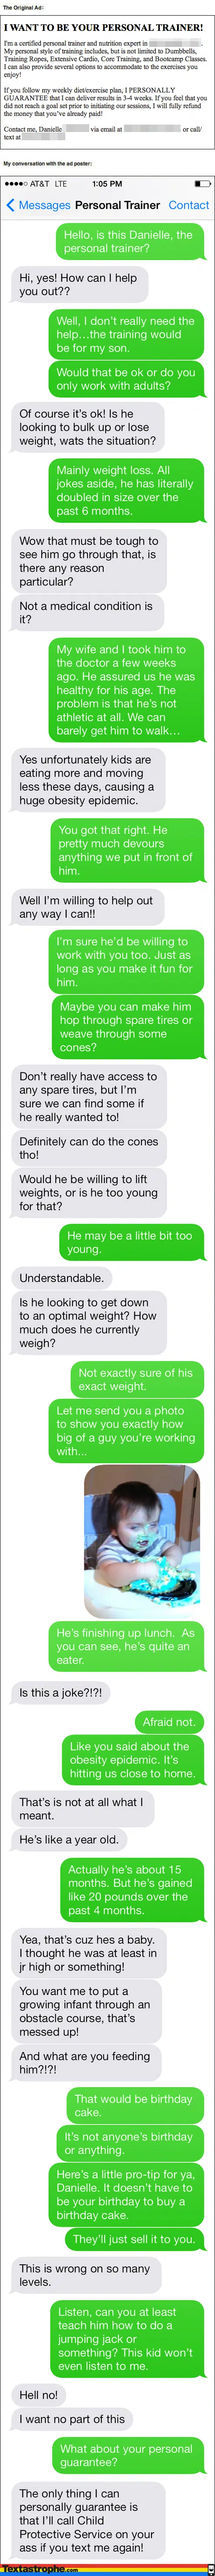 The Original Ad:
I WANT TO BE YOUR PERSONAL TRAINER!
I'm a certified personal trainer and nutrition expert in
My personal style of training includes, but is not limited to Dumbbells,
Training Ropes, Extensive Cardio, Core Training, and Bootcamp Classes.
I can also provide several options to accommodate to the exercises you
enjoy!
If you follow my weekly diet/exercise plan, I PERSONALLY
GUARANTEE that I can deliver results in 3-4 weeks. If you feel that you
did not reach a goal set prior to initiating our sessions, I will fully refund
the money that you've already paid!
Contact me, Danielle via email at or call/
text at
My conversation with the ad poster:
AT&T LTE 1:05 PM
Messages Personal Trainer Contact
Hello, is this Danielle, the
personal trainer?
Hi, yes! How can I help
you out??
Well, I don't really need the
help…the training would
be for my son.
Would that be ok or do you
only work with adults?
Of course it's ok! Is he
looking to bulk up or lose
weight, wats the situation?
Mainly weight loss. All
jokes aside, he has literally
doubled in size over the
past 6 months.
Wow that must be tough to
see him go through that, is
there any reason
particular?
Not a medical condition is
it?
My wife and I took him to
the doctor a few weeks
ago. He assured us he was
healthy for his age. The
problem is that he's not
athletic at all. We can
barely get him to walk…
Yes unfortunately kids are
eating more and moving
less these days, causing a
huge obesity epidemic.
You got that right. He
pretty much devours
anything we put in front of
him.
Well I'm willing to help out
any way I can!!
I'm sure he'd be willing to
work with you too. Just as
long as you make it fun for
him.
Maybe you can make him
hop through spare tires or
weave through some
cones?
Don't really have access to
any spare tires, but I'm
sure we can find some if
he really wanted to!
Definitely can do the cones
tho!
Would he be willing to lift
weights, or is he too young
for that?
He may be a little bit too
young.
Understandable.
Is he looking to get down
to an optimal weight? How
much does he currently
weigh?
Not exactly sure of his
exact weight.
Let me send you a photo
to show you exactly how
big of a guy you're working
with...
He's finishing up lunch. As
you can see, he's quite an
eater.
Is this a joke?!?!
Afraid not.
Like you said about the
obesity epidemic. It's
hitting us close to home.
That's is not at all what I
meant.
He's like a year old.
Actually he's about 15
months. But he's gained
like 20 pounds over the
past 4 months.
Yea, that's cuz hes a baby.
I thought he was at least in
jr high or something!
You want me to put a
growing infant through an
obstacle course, that's
messed up!
And what are you feeding
him?!?!
That would be birthday
cake.
It's not anyone's birthday
or anything.
Here's a little pro-tip for ya,
Danielle. It doesn't have to
be your birthday to buy a
birthday cake.
They'll just sell it to you.
This is wrong on so many
levels.
Listen, can you at least
teach him how to do a
jumping jack or
something? This kid won't
even listen to me.
Hell no!
I want no part of this
What about your personal
guarantee?
The only thing I can
personally guarantee is
that I'll call Child
Protective Service on your
ass if you text me again!
Textastrophe.com